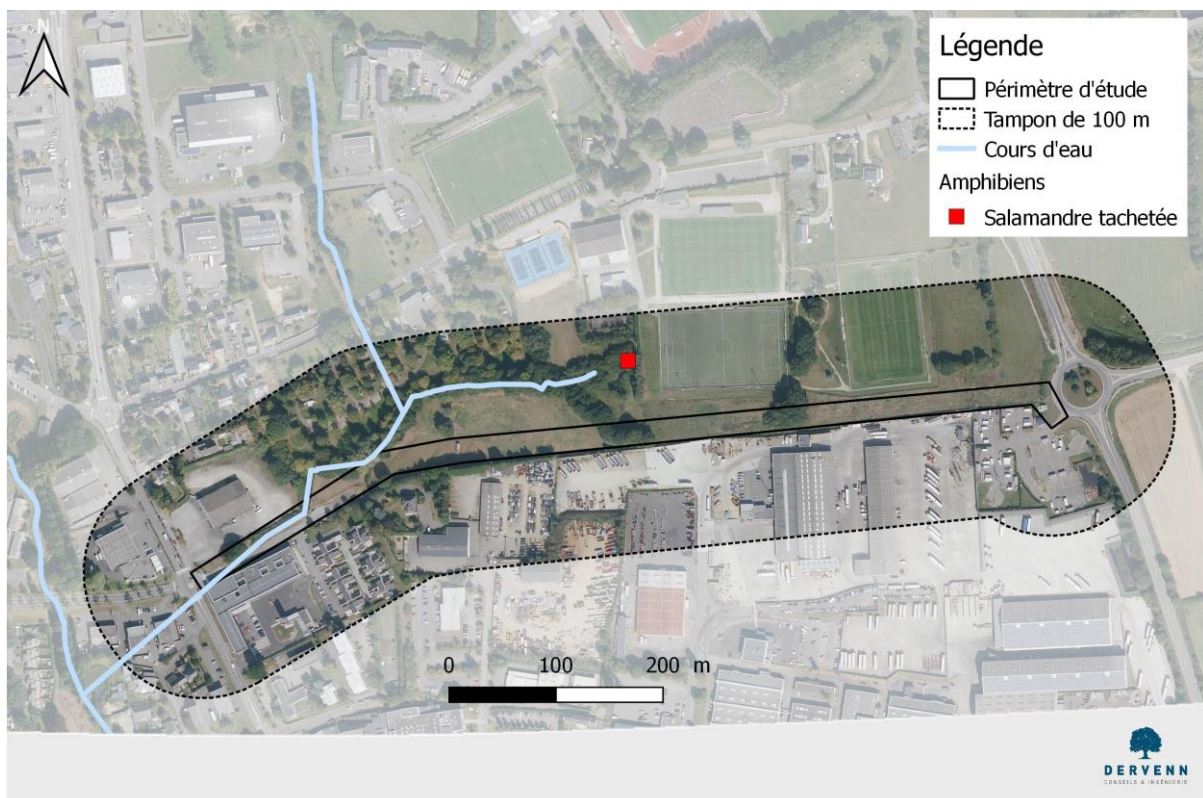 N
Légende
Périmètre d'étude
Tampon de 100 m
Cours d'eau
Amphibiens
Salamandre tachetée
0 100 200 m
DERVENN
CONSEILS & INGÉNIERIE